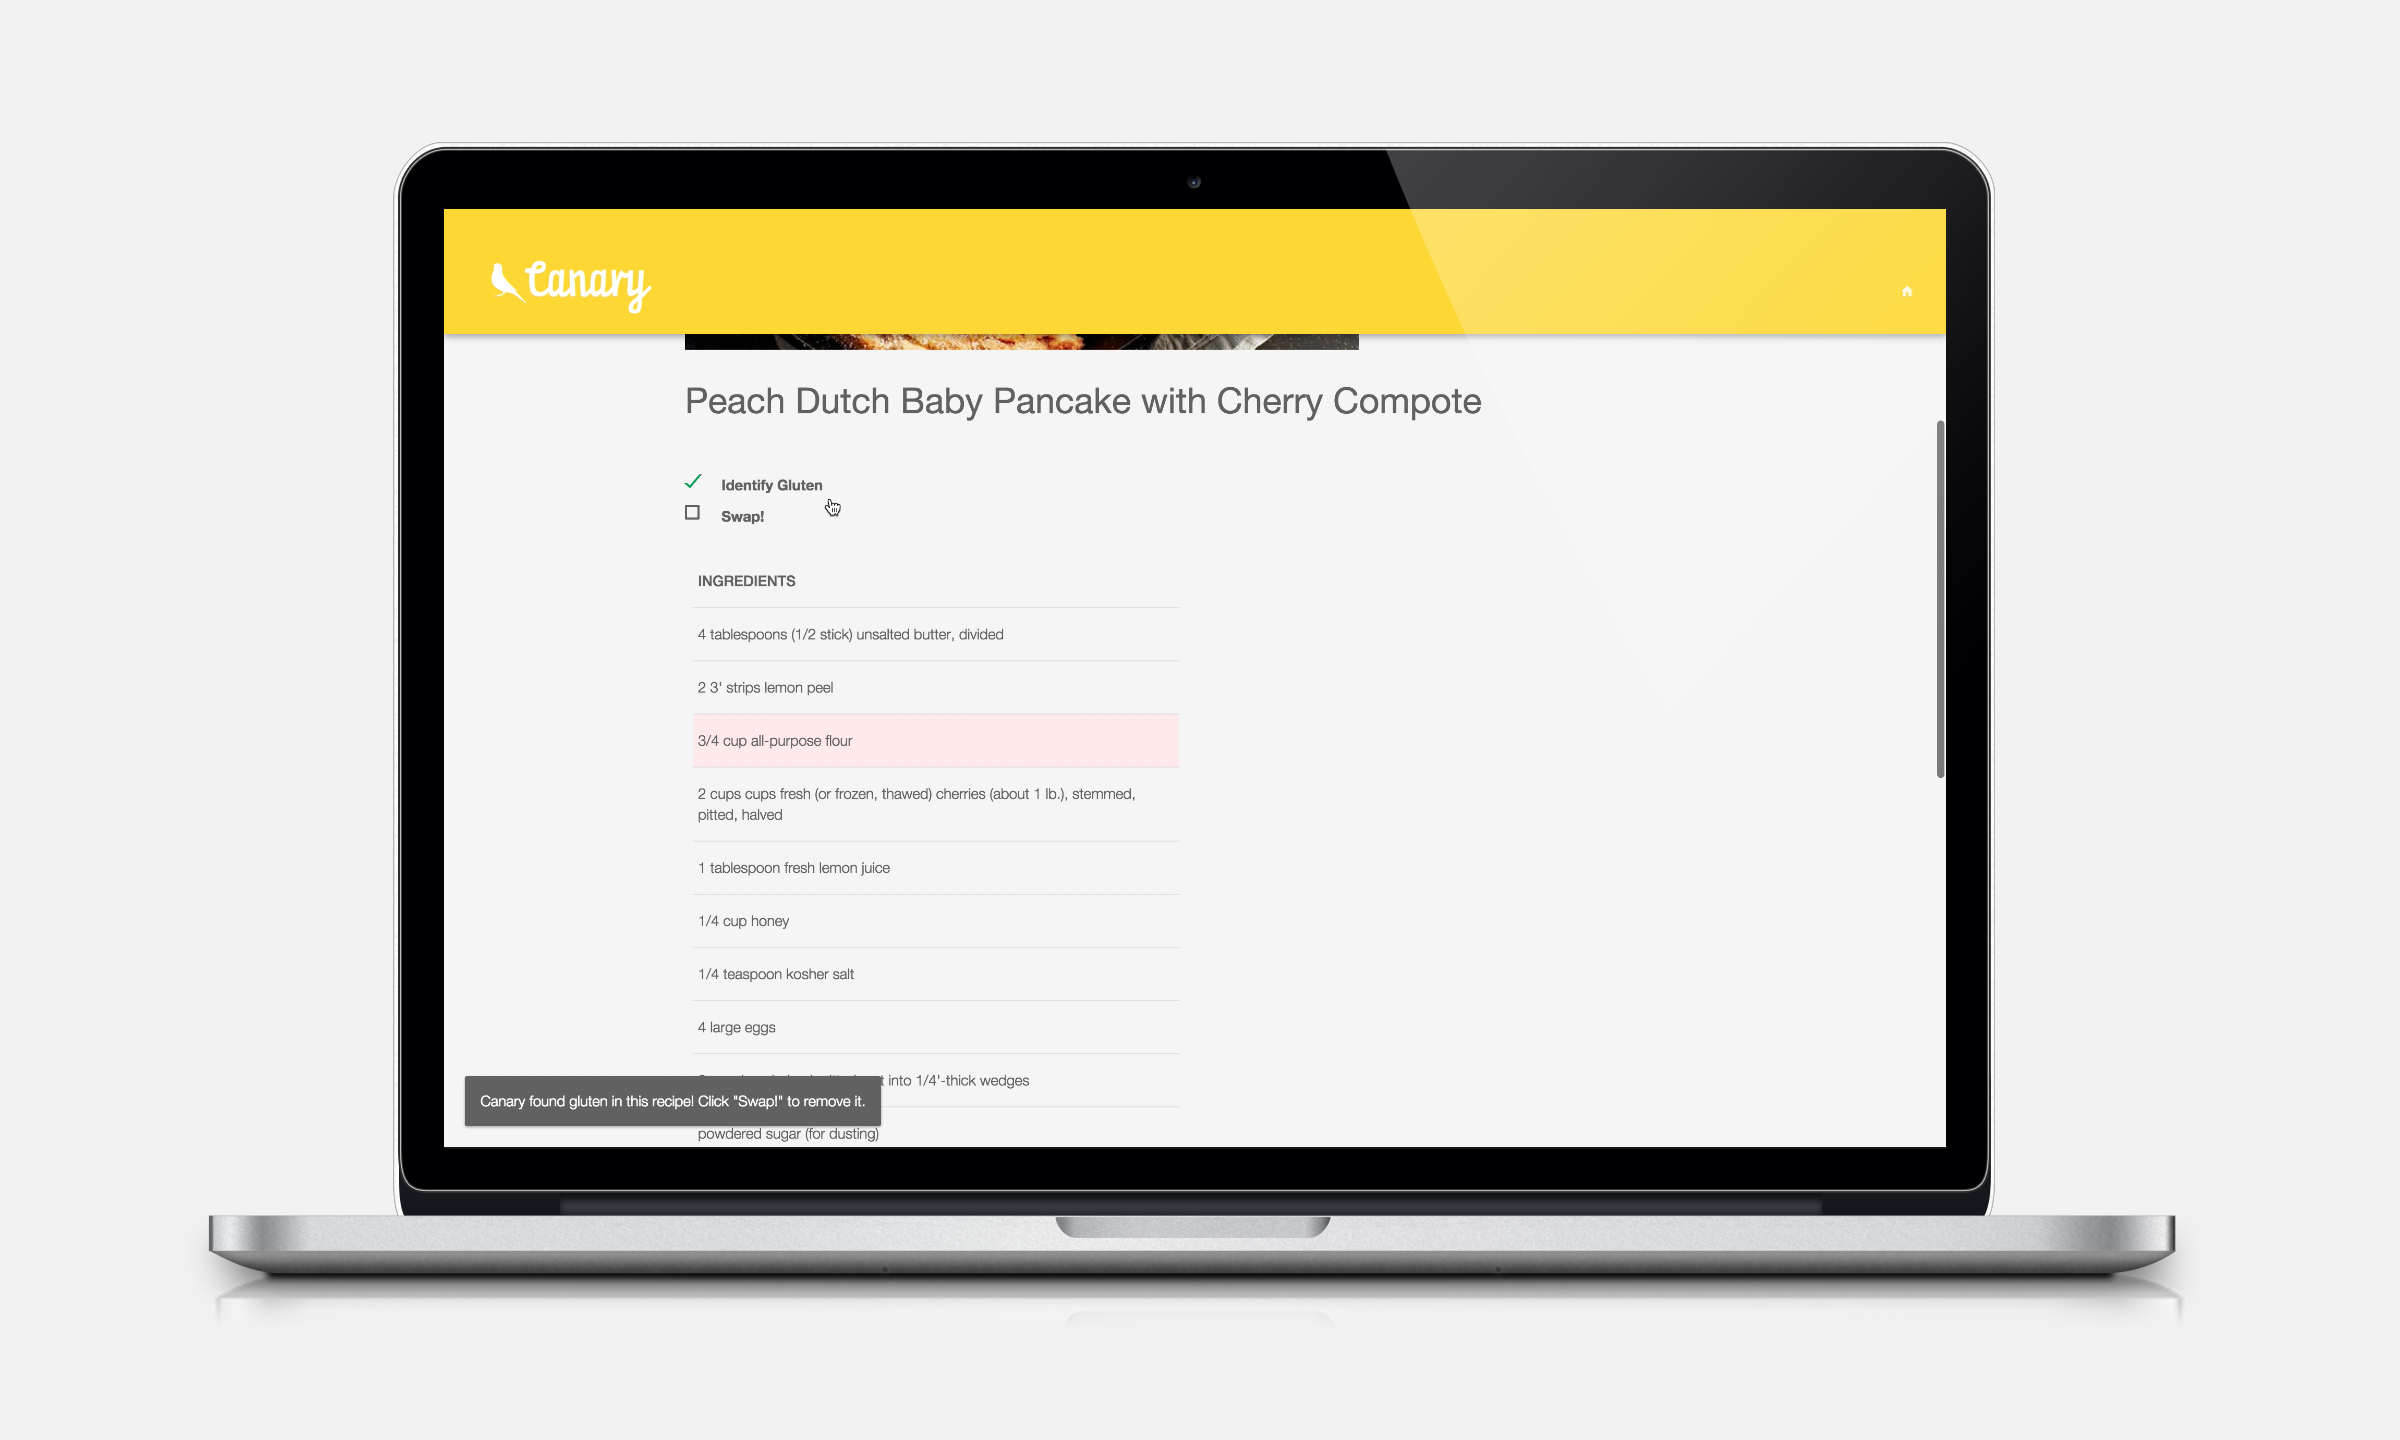 Canary
Peach Dutch Baby Pancake with Cherry Compote
Identify Gluten
Swap!
INGREDIENTS
4 tablespoons (1/2 stick) unsalted butter, divided
2 3' strips lemon peel
3/4 cup all-purpose flour
2 cups cups fresh (or frozen, thawed) cherries (about 1 lb.), stemmed,
pitted, halved
1 tablespoon fresh lemon juice
1/4 cup honey
1/4 teaspoon kosher salt
4 large eggs
into 1/4'-thick wedges
Canary found gluten in this recipe! Click "Swap!" to remove it.
powdered sugar (for dusting)